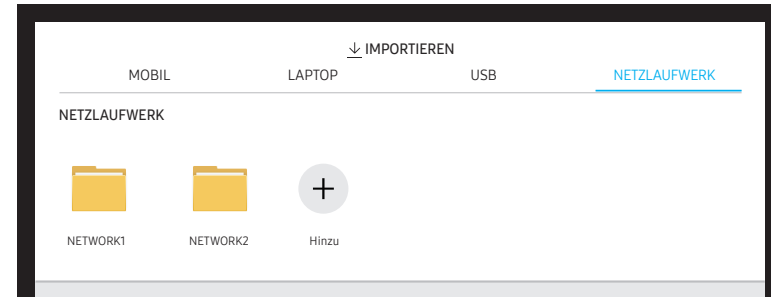 IMPORTIEREN
MOBIL LAPTOP USB NETZLAUFWERK
NETZLAUFWERK
NETWORK1 NETWORK2 Hinzu